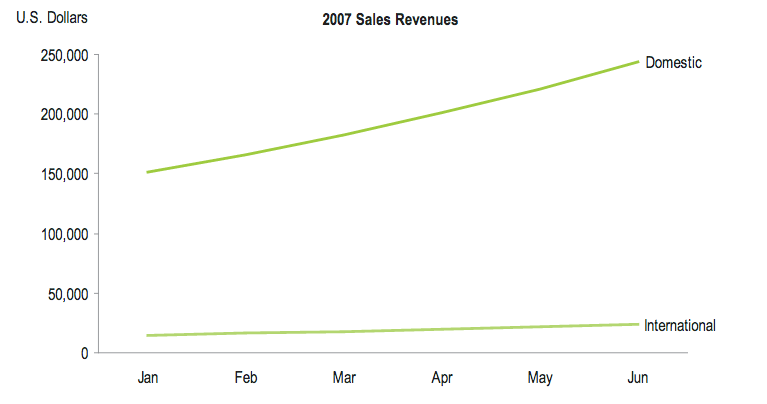 U.S. Dollars
2007 Sales Revenues
250,000
Domestic
200,000
150,000
100,000
50,000
International
0
Jan Feb Mar Apr May Jun